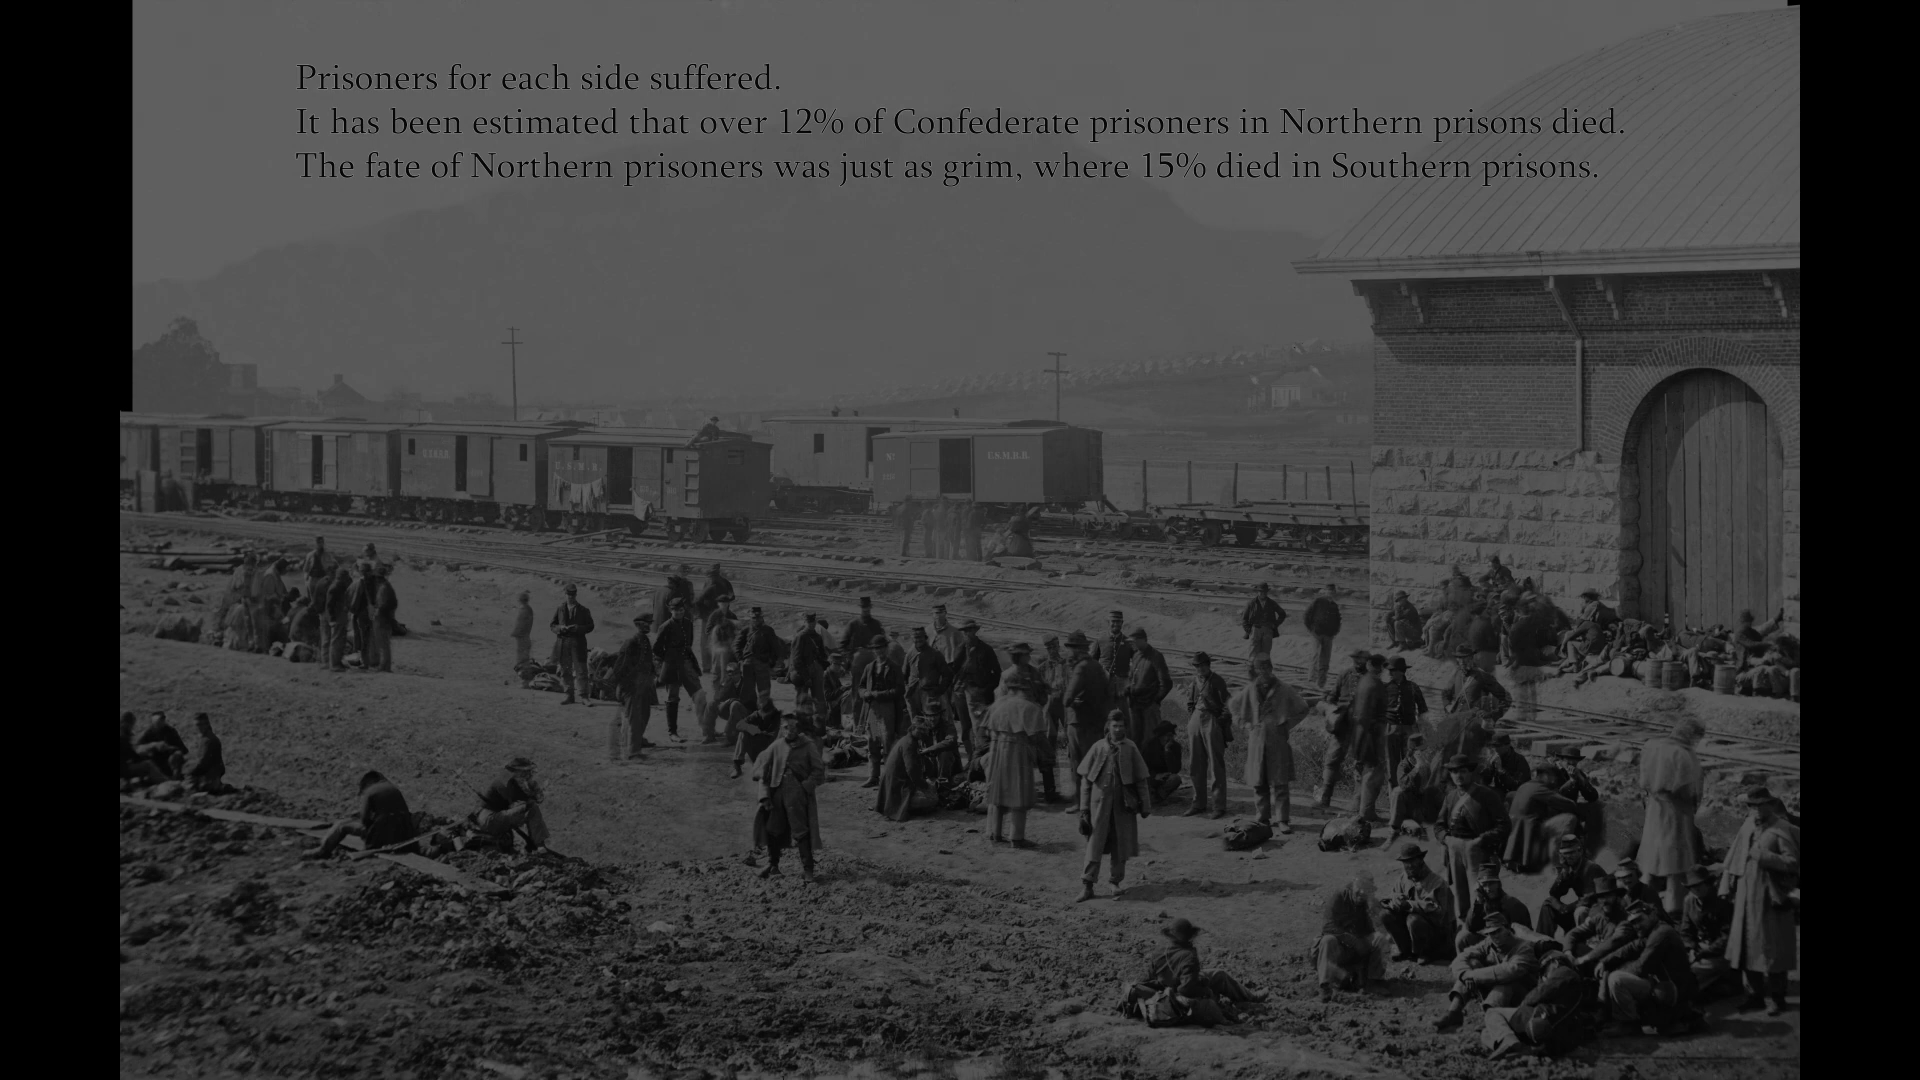 Prisoners for each side suffered.
It has been estimated that over 12% of Confederate prisoners in Northern prisons died.
The fate of Northern prisoners was just as grim, where 15% died in Southern prisons.
U.S.M.R.R.
U.S.M.R.R.